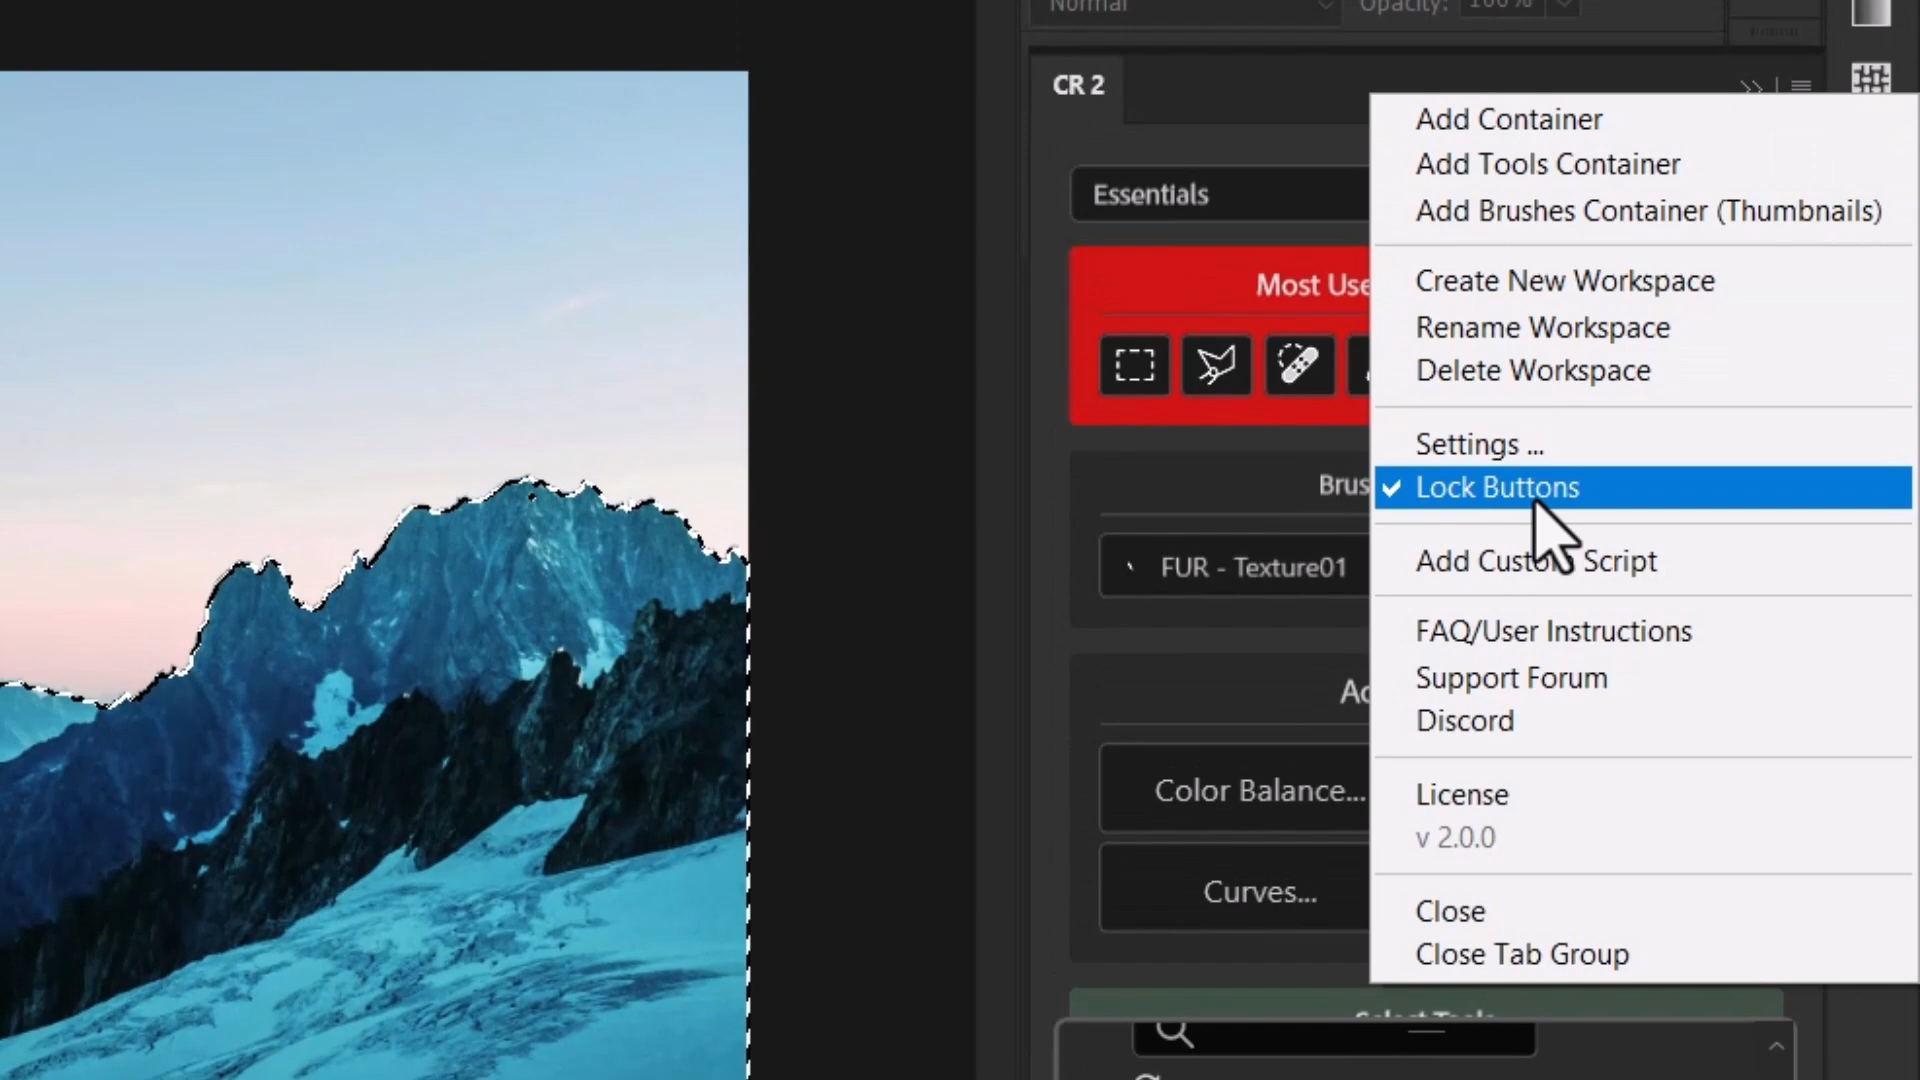 Normal
Opacity:
100%
CR 2
Essentials
Most Use
Brus
FUR - Texture01
Color Balance...
Curves...
Add Container
Add Tools Container
Add Brushes Container (Thumbnails)
Create New Workspace
Rename Workspace
Delete Workspace
Settings ...
Lock Buttons
Add Custom Script
FAQ/User Instructions
Support Forum
Discord
License
v 2.0.0
Close
Close Tab Group
Select Tools